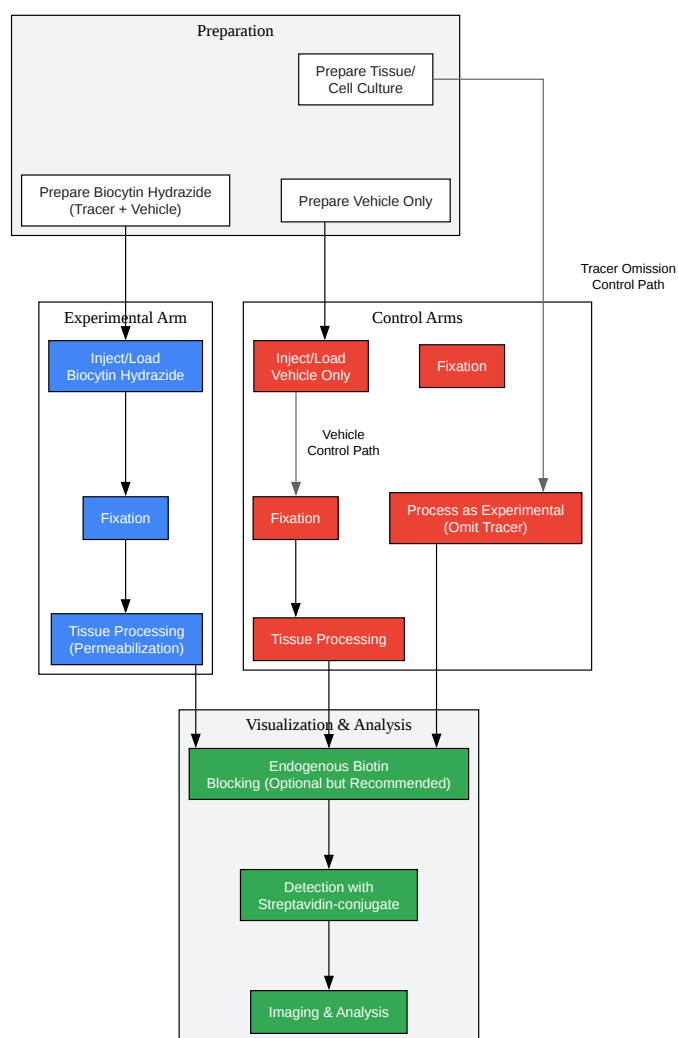 Preparation
Prepare Tissue/
Cell Culture
Prepare Biocytin Hydrazide
(Tracer + Vehicle)
Prepare Vehicle Only
Tracer Omission
Control Path
Experimental Arm
Control Arms
Inject/Load
Biocytin Hydrazide
Inject/Load
Vehicle Only
Fixation
Vehicle
Control Path
Fixation
Fixation
Process as Experimental
(Omit Tracer)
Tissue Processing
(Permeabilization)
Tissue Processing
Visualization & Analysis
Endogenous Biotin
Blocking (Optional but Recommended)
Detection with
Streptavidin-conjugate
Imaging & Analysis